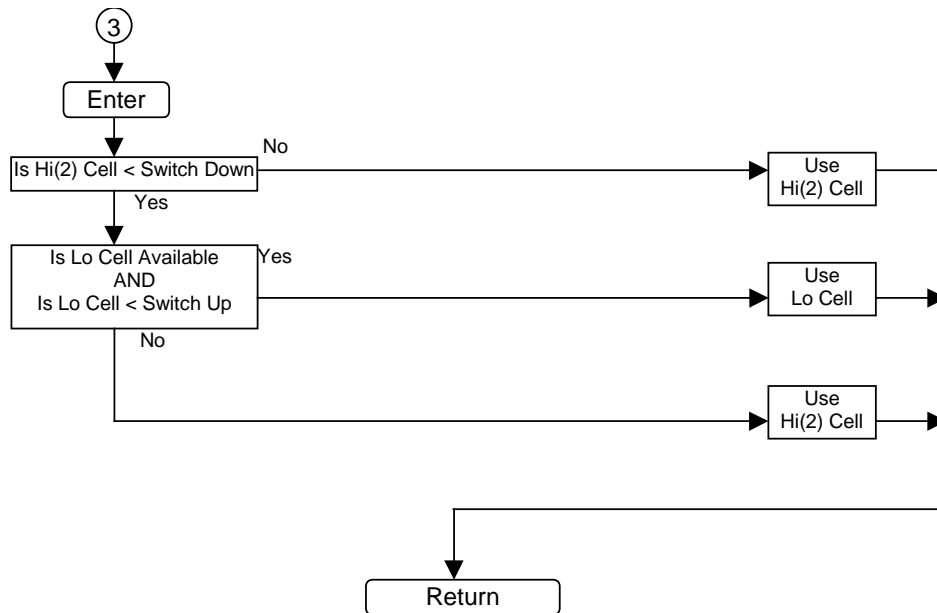 3
Enter
No
Is Hi(2) Cell < Switch Down
Use
Hi(2) Cell
Yes
Is Lo Cell Available
AND
Is Lo Cell < Switch Up
Yes
Use
Lo Cell
No
Use
Hi(2) Cell
Return